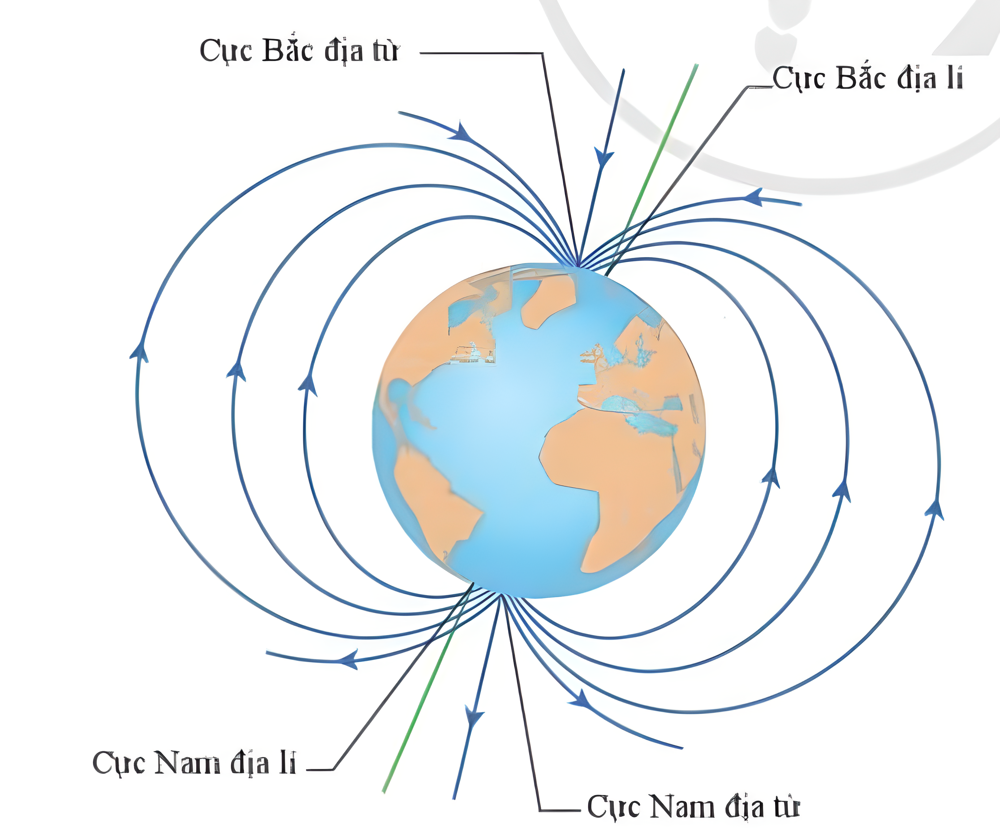 Cực Bắc địa từ
Cực Bắc địa lí
Cực Nam địa lí
Cực Nam địa từ